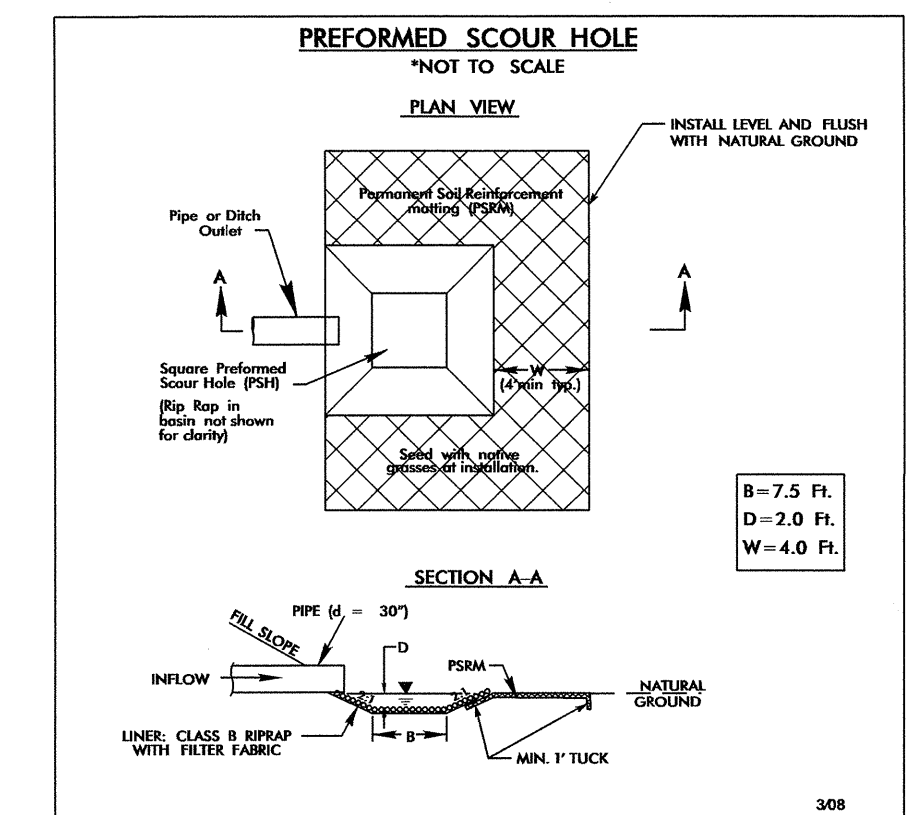 PREFORMED SCOUR HOLE
*NOT TO SCALE
PLAN VIEW
INSTALL LEVEL AND FLUSH
WITH NATURAL GROUND
Permanent Soil Reinforcement
matting (PSRM)
Pipe or Ditch
Outlet
A
A
Square Preformed
Scour Hole (PSH)
(Rip Rap in
basin not shown
for clarity)
W
(4'min typ.)
Seed with native
grasses at installation.
B=7.5 Ft.
D=2.0 Ft.
W=4.0 Ft.
SECTION A-A
PIPE (d = 30")
FILL SLOPE
D
PSRM
INFLOW
2:1
2:1
NATURAL
GROUND
B
LINER: CLASS B RIPRAP
WITH FILTER FABRIC
MIN. 1' TUCK
3/08